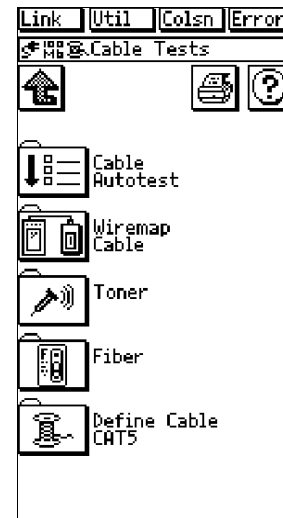 Link Util Colsn Error
Cable Tests
Cable
Autotest
Wiremap
Cable
Toner
Fiber
Define Cable
CAT5